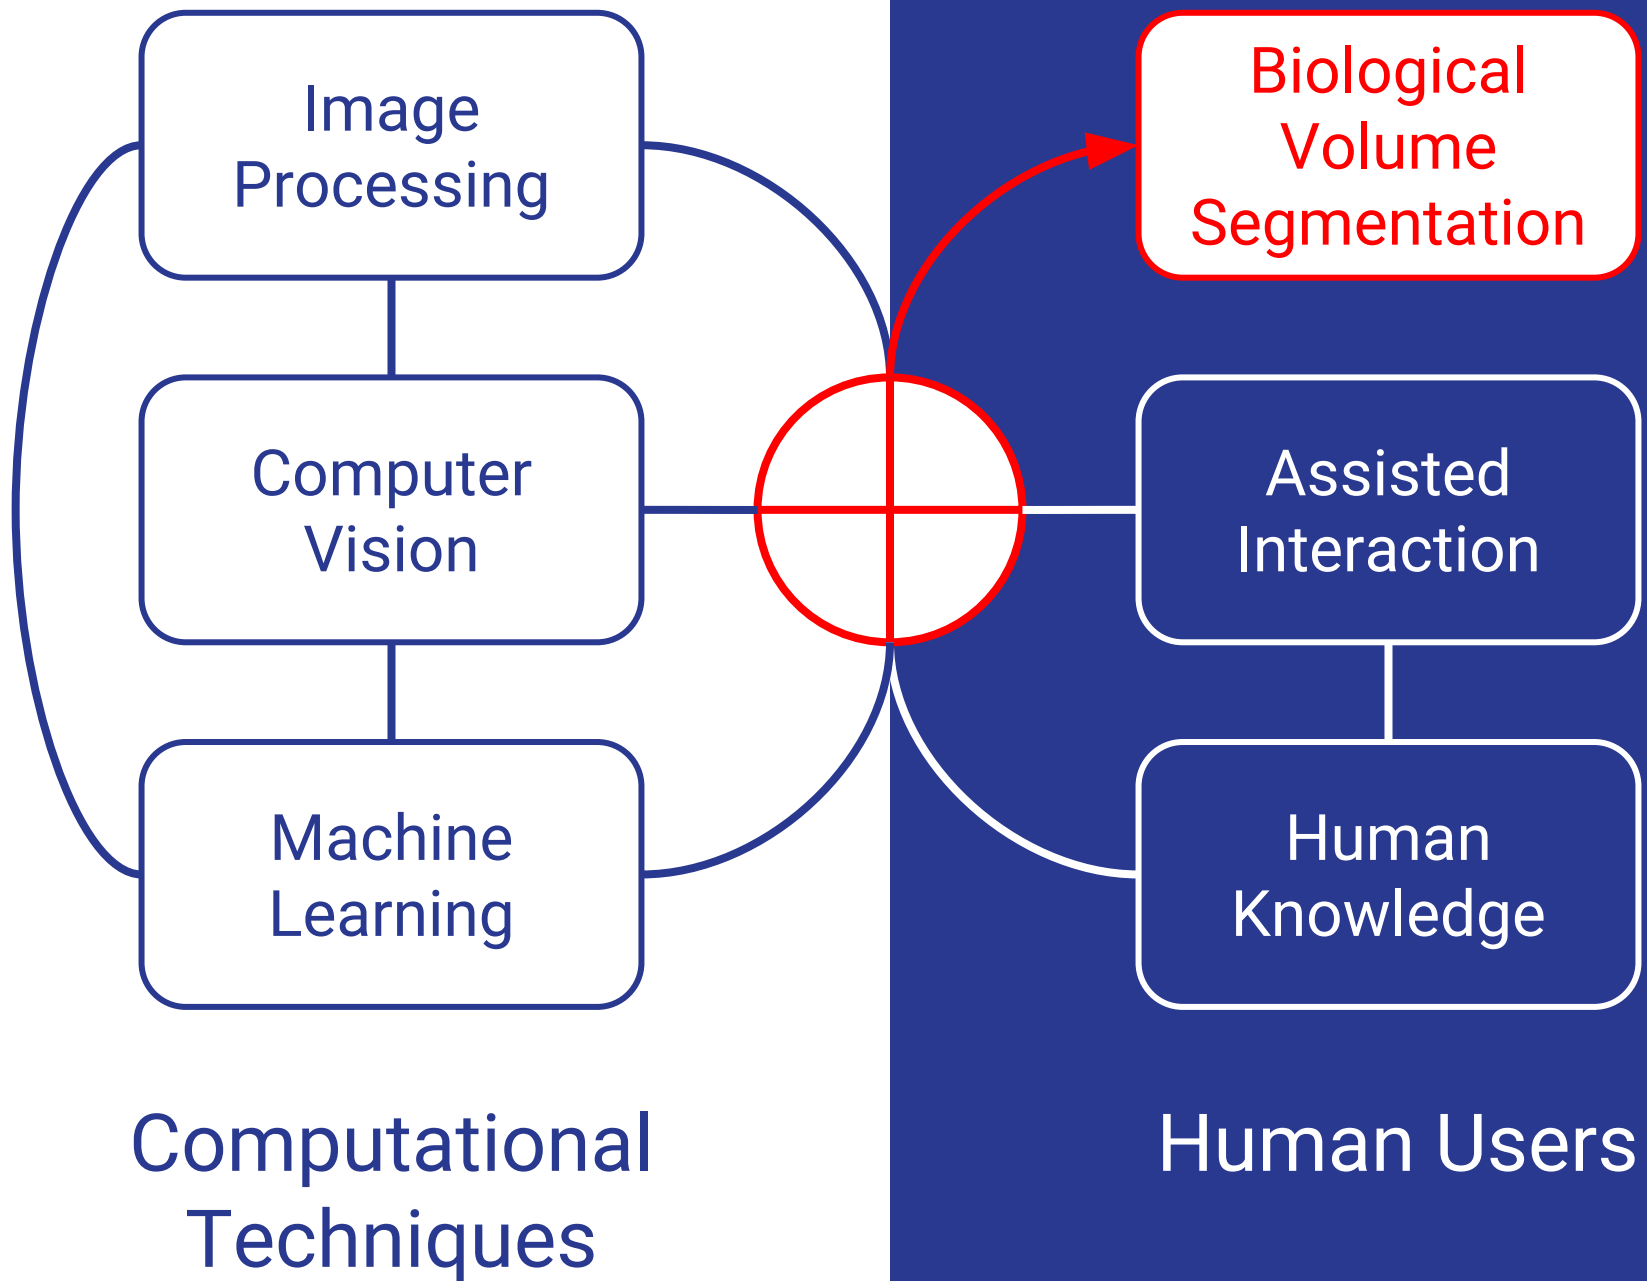 Image
Processing
Computer
Vision
Machine
Learning
Computational
Techniques
Biological
Volume
Segmentation
Assisted
Interaction
Human
Knowledge
Human Users